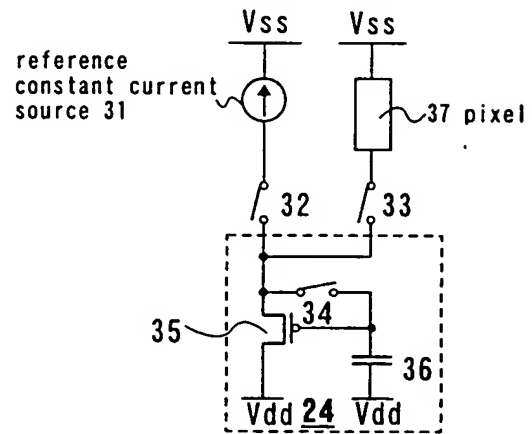 Vss Vss
reference
constant current
source 31
37 pixel
32 33
34
35
36
Vdd 24 Vdd